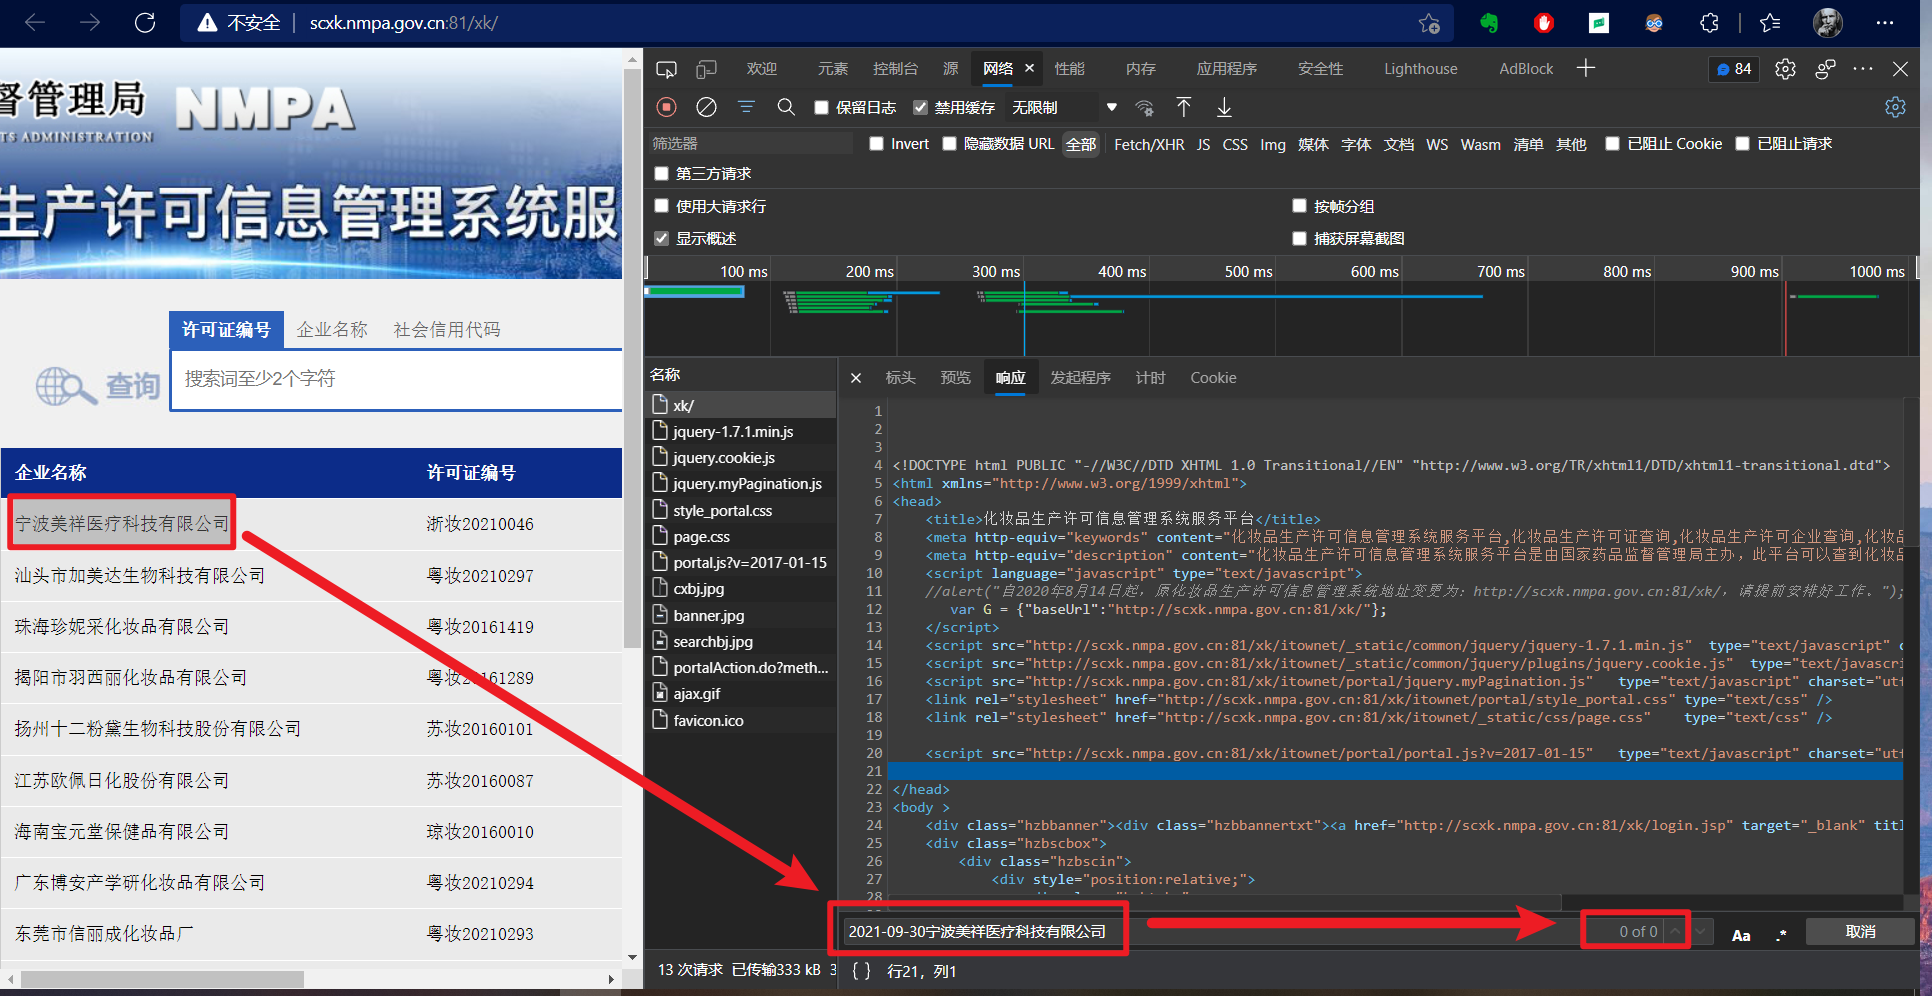 不安全 scxk.nmpa.gov.cn:81/xk/
督管理局 NMPA
TS ADMINISTRATION
生产许可信息管理系统服
许可证编号 企业名称 社会信用代码
查询 搜索词至少2个字符
企业名称 许可证编号
宁波美祥医疗科技有限公司 浙妆20210046
汕头市加美达生物科技有限公司 粤妆20210297
珠海珍妮采化妆品有限公司 粤妆20161419
揭阳市羽西丽化妆品有限公司 粤妆20161289
扬州十二粉黛生物科技股份有限公司 苏妆20160101
江苏欧佩日化股份有限公司 苏妆20160087
海南宝元堂保健品有限公司 琼妆20160010
广东博安产学研化妆品有限公司 粤妆20210294
东莞市信丽成化妆品厂 粤妆20210293
欢迎 元素 控制台 源 网络 性能 内存 应用程序 安全性 Lighthouse AdBlock 84
保留日志 禁用缓存 无限制
筛选器 Invert 隐藏数据 URL 全部 Fetch/XHR JS CSS Img 媒体 字体 文档 WS Wasm 清单 其他 已阻止 Cookie 已阻止请求
第三方请求
使用大请求行 按帧分组
显示概述 捕获屏幕截图
100 ms 200 ms 300 ms 400 ms 500 ms 600 ms 700 ms 800 ms 900 ms 1000 ms
名称
xk/
jquery-1.7.1.min.js
jquery.cookie.js
jquery.myPagination.js
style_portal.css
page.css
portal.js?v=2017-01-15
cxbj.jpg
banner.jpg
searchbj.jpg
portalAction.do?meth...
ajax.gif
favicon.ico
13 次请求 已传输333 kB 3
标头 预览 响应 发起程序 计时 Cookie
1
2
3
4 <!DOCTYPE html PUBLIC "-//W3C//DTD XHTML 1.0 Transitional//EN" "http://www.w3.org/TR/xhtml1/DTD/xhtml1-transitional.dtd">
5 <html xmlns="http://www.w3.org/1999/xhtml">
6 <head>
7 <title>化妆品生产许可信息管理系统服务平台</title>
8 <meta http-equiv="keywords" content="化妆品生产许可信息管理系统服务平台,化妆品生产许可证查询,化妆品生产许可企业查询,化妆品
9 <meta http-equiv="description" content="化妆品生产许可信息管理系统服务平台是由国家药品监督管理局主办，此平台可以查到化妆品
10 <script language="javascript" type="text/javascript">
11 //alert("自2020年8月14日起，原化妆品生产许可信息管理系统地址变更为：http://scxk.nmpa.gov.cn:81/xk/，请提前安排好工作。");
12 var G = {"baseUrl":"http://scxk.nmpa.gov.cn:81/xk/"};
13 </script>
14 <script src="http://scxk.nmpa.gov.cn:81/xk/itownet/_static/common/jquery/jquery-1.7.1.min.js" type="text/javascript" c
15 <script src="http://scxk.nmpa.gov.cn:81/xk/itownet/_static/common/jquery/plugins/jquery.cookie.js" type="text/javascri
16 <script src="http://scxk.nmpa.gov.cn:81/xk/itownet/portal/jquery.myPagination.js" type="text/javascript" charset="utf
17 <link rel="stylesheet" href="http://scxk.nmpa.gov.cn:81/xk/itownet/portal/style_portal.css" type="text/css" />
18 <link rel="stylesheet" href="http://scxk.nmpa.gov.cn:81/xk/itownet/_static/css/page.css" type="text/css" />
19
20 <script src="http://scxk.nmpa.gov.cn:81/xk/itownet/portal/portal.js?v=2017-01-15" type="text/javascript" charset="utf
21
22 </head>
23 <body >
24 <div class="hzbbanner"><div class="hzbbannertxt"><a href="http://scxk.nmpa.gov.cn:81/xk/login.jsp" target="_blank" titl
25 <div class="hzbscbox">
26 <div class="hzbscin">
27 <div style="position:relative;">
28
2021-09-30宁波美祥医疗科技有限公司 0 of 0 Aa .* 取消
{ } 行21，列1